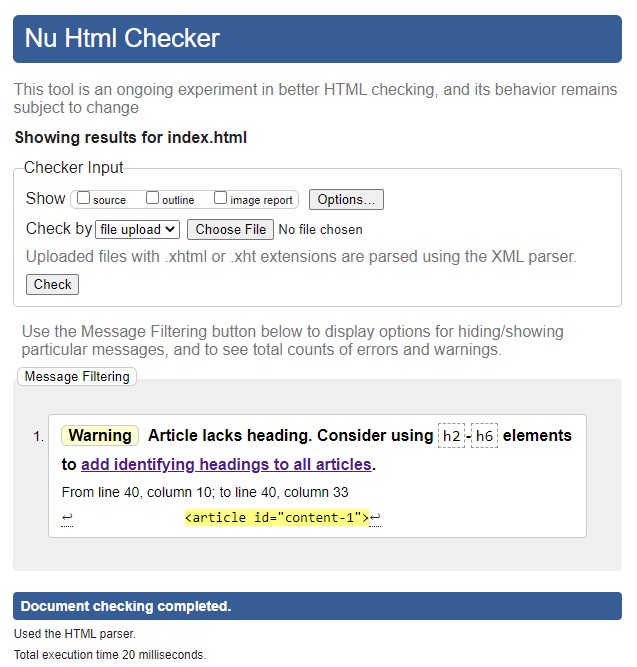 Nu Html Checker
This tool is an ongoing experiment in better HTML checking, and its behavior remains
subject to change
Showing results for index.html
Checker Input
Show source outline image report Options...
Check by file upload Choose File No file chosen
Uploaded files with .xhtml or .xht extensions are parsed using the XML parser.
Check
Use the Message Filtering button below to display options for hiding/showing
particular messages, and to see total counts of errors and warnings.
Message Filtering
1. Warning Article lacks heading. Consider using h2-h6 elements
to add identifying headings to all articles.
From line 40, column 10; to line 40, column 33
↩ <article id="content-1">↩
Document checking completed.
Used the HTML parser.
Total execution time 20 milliseconds.